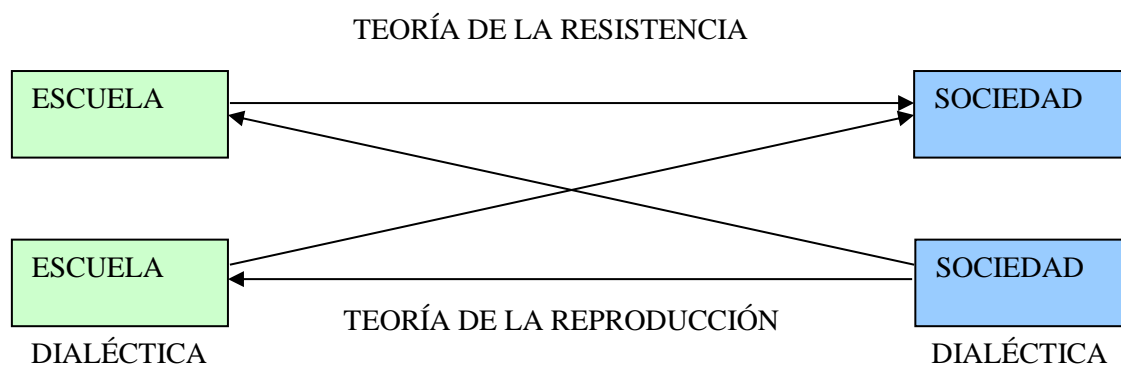 TEORÍA DE LA RESISTENCIA
ESCUELA
SOCIEDAD
ESCUELA
SOCIEDAD
TEORÍA DE LA REPRODUCCIÓN
DIALÉCTICA
DIALÉCTICA